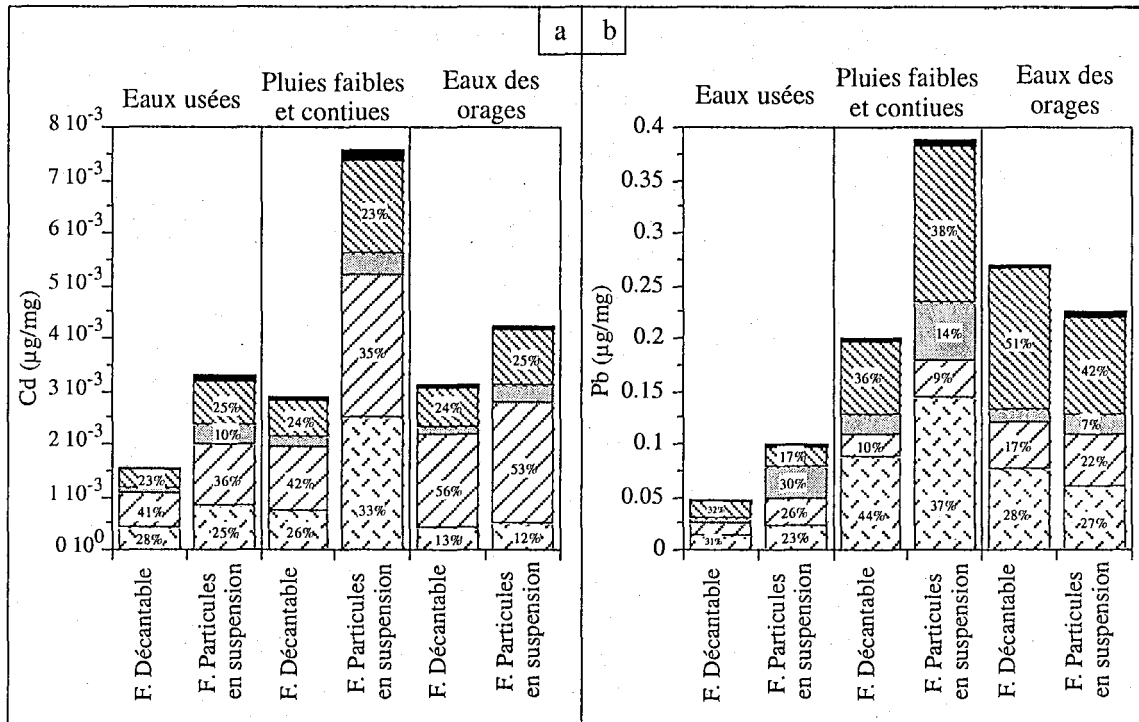 a b
Eaux usées
Pluies faibles
et contiues
Eaux des
orages
Cd (µg/mg)
8 10-3
7 10-3
6 10-3
5 10-3
4 10-3
3 10-3
2 10-3
1 10-3
0 100
23%
41%
28%
25%
10%
36%
25%
24%
42%
26%
23%
35%
33%
24%
56%
13%
25%
53%
12%
F. Décantable
F. Particules
en suspension
F. Décantable
F. Particules
en suspension
F. Décantable
F. Particules
en suspension
Eaux usées
Pluies faibles
et contiues
Eaux des
orages
Pb (µg/mg)
0.4
0.35
0.3
0.25
0.2
0.15
0.1
0.05
0
32%
31%
17%
30%
26%
23%
36%
10%
44%
38%
14%
9%
37%
51%
17%
28%
42%
7%
22%
27%
F. Décantable
F. Particules
en suspension
F. Décantable
F. Particules
en suspension
F. Décantable
F. Particules
en suspension